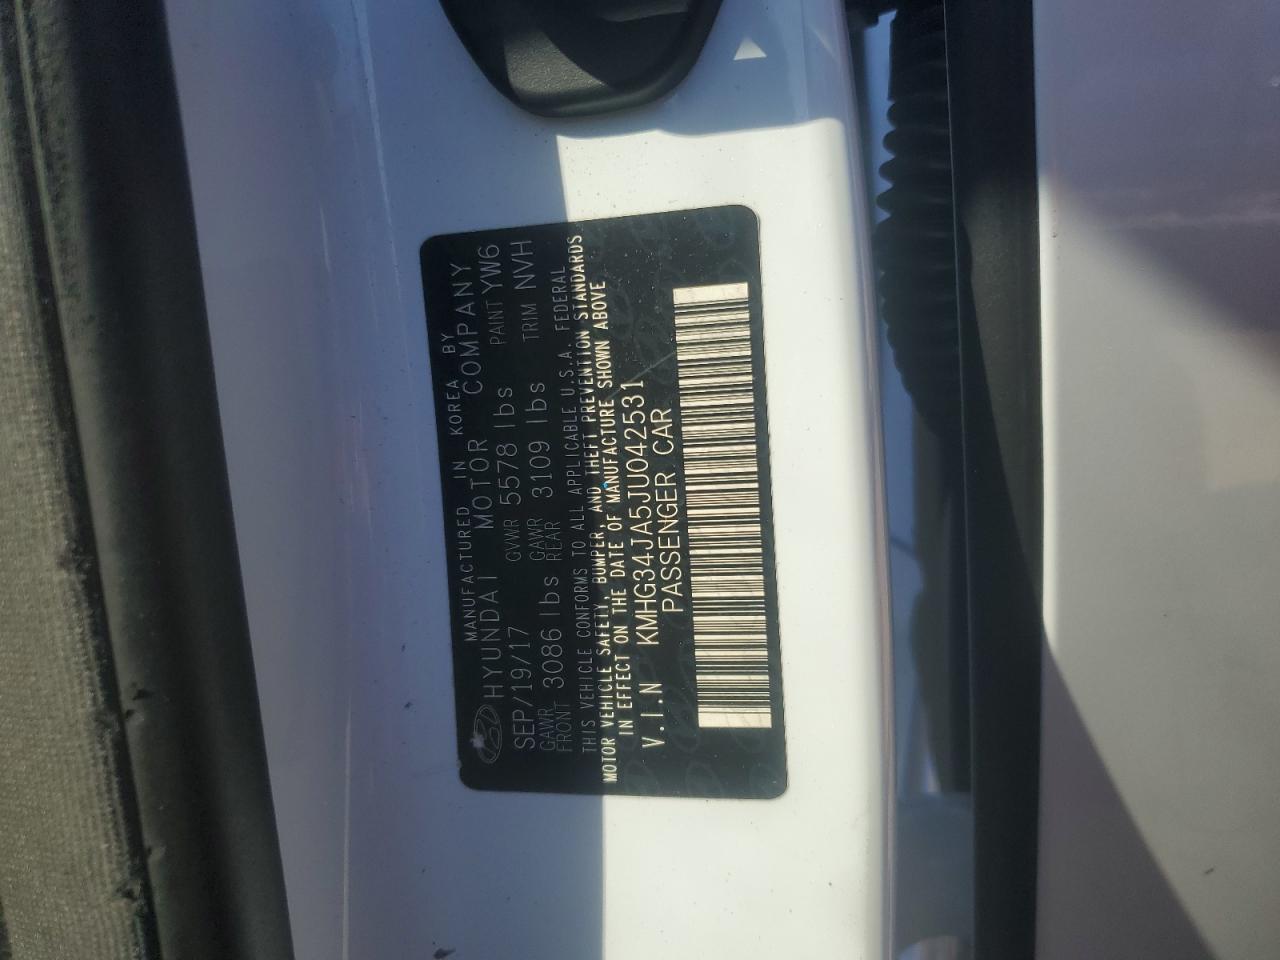 MANUFACTURED IN KOREA BY
HYUNDAI MOTOR COMPANY
SEP/19/17 GVWR 5578 lbs PAINT YW6
GAWR FRONT 3086 lbs GAWR REAR 3109 lbs TRIM NVH
THIS VEHICLE CONFORMS TO ALL APPLICABLE U.S.A. FEDERAL
MOTOR VEHICLE SAFETY, BUMPER, AND THEFT PREVENTION STANDARDS
IN EFFECT ON THE DATE OF MANUFACTURE SHOWN ABOVE
V.I.N KMHG34JA5JU042531
PASSENGER CAR